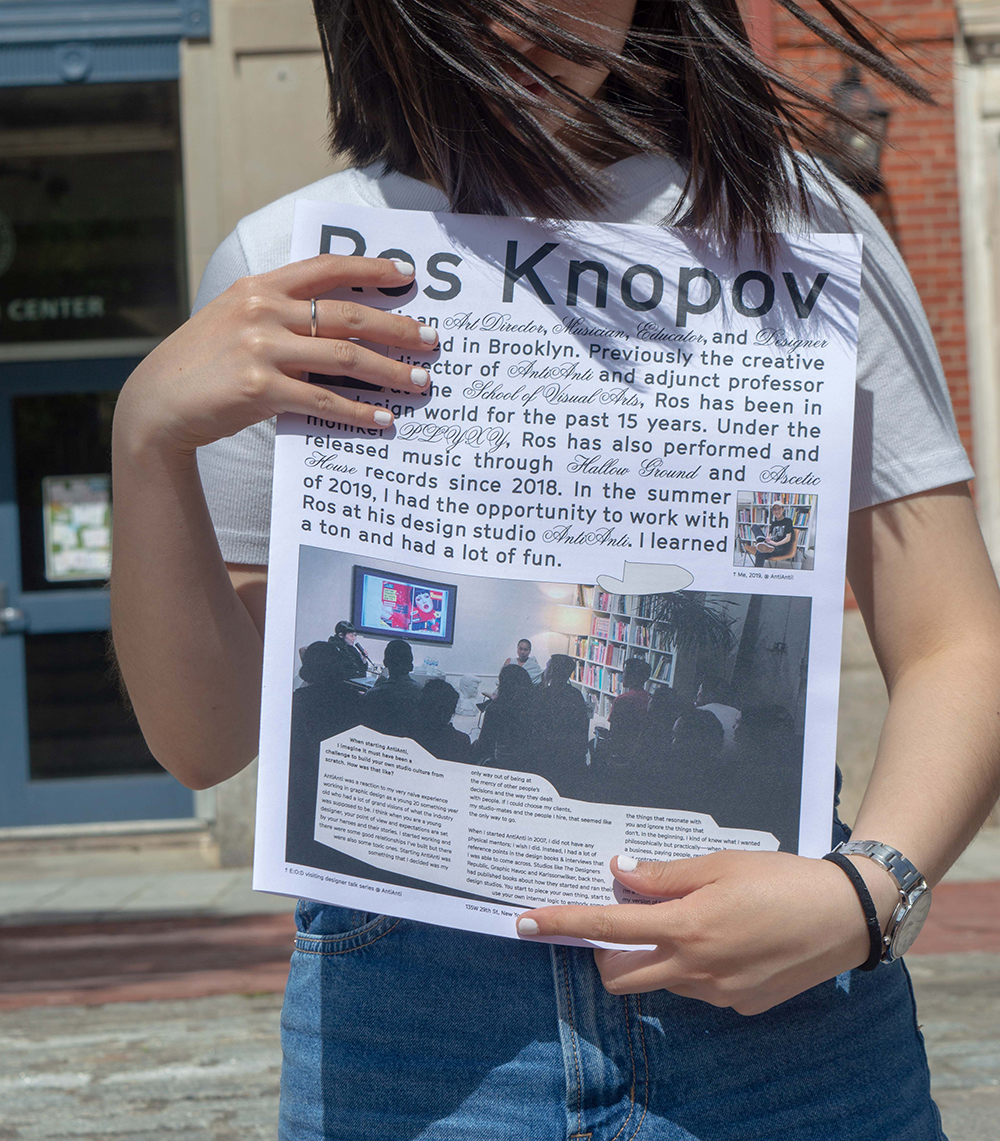 CENTER
Ros Knopov
Art Director, Musician, Educator, and Designer
in Brooklyn. Previously the creative
director of AntiAnti and adjunct professor
the School of Visual Arts, Ros has been in
design world for the past 15 years. Under the
moniker PLYXY, Ros has also performed and
released music through Hallow Ground and Ascetic
House records since 2018. In the summer
of 2019, I had the opportunity to work with
Ros at his design studio AntiAnti. I learned
a ton and had a lot of fun.
↑ Me, 2019, @ AntiAnti!
When starting AntiAnti,
I imagine it must have been a
challenge to build your own studio culture from
scratch. How was that like?
AntiAnti was a reaction to my very naive experience
working in graphic design as a young 20 something year
old who had a lot of grand visions of what the industry
was supposed to be. I think when you are a young
designer, your point of view and expectations are set
by your heroes and their stories, I started working and
there were some good relationships I've built but there
were also some toxic ones. Starting AntiAnti was
something that I decided was my
only way out of being at
the mercy of other people's
decisions and the way they dealt
with people. If I could choose my clients,
my studio-mates and the people I hire, that seemed like
the only way to go.
When I started AntiAnti in 2007, I did not have any
physical mentors; I wish I did. Instead, I had a lot of
reference points in the design books & interviews that
I was able to come across. Studios like The Designers
Republic, Graphic Havoc and Karlssonwilker, back then,
had published books about how they started and ran their
design studios. You start to piece your own thing, start to
use your own internal logic to embody some
the things that resonate with
you and ignore the things that
don't. In the beginning, I kind of knew what I wanted
philosophically but practically—when it
a business, paying people,
contract
my version of
↑ E/O/D visiting designer talk series @ AntiAnti
135W 29th St, New